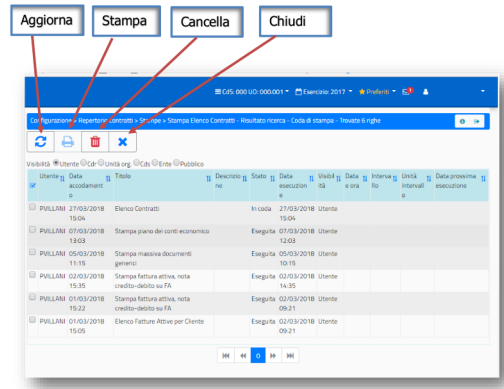 Aggiorna Stampa Cancella Chiudi
CdS: 000 UO: 000.001 Esercizio: 2017 Preferiti
Configurazione > Repertorio Contratti > Stampe > Stampa Elenco Contratti - Risultato ricerca - Coda di stampa - Trovate 6 righe
Visibilità Utente Cdr Unità org. Cds Ente Pubblico
Utente Data accodamento Titolo Descrizione Stato Data esecuzione Visibilità Data e ora Intervallo Unità intervallo Data prossima esecuzione
PVILLANI 27/03/2018 15:04 Elenco Contratti In coda 27/03/2018 15:04 Utente
PVILLANI 07/03/2018 13:03 Stampa piano dei conti economico Eseguita 07/03/2018 12:03 Utente
PVILLANI 05/03/2018 11:15 Stampa massiva documenti generici Eseguita 05/03/2018 10:15 Utente
PVILLANI 02/03/2018 15:35 Stampa fattura attiva, nota credito-debito su FA Eseguita 02/03/2018 14:35 Utente
PVILLANI 01/03/2018 15:22 Stampa fattura attiva, nota credito-debito su FA Eseguita 02/03/2018 09:21 Utente
PVILLANI 01/03/2018 15:05 Elenco Fatture Attive per Cliente Eseguita 02/03/2018 09:21 Utente
0